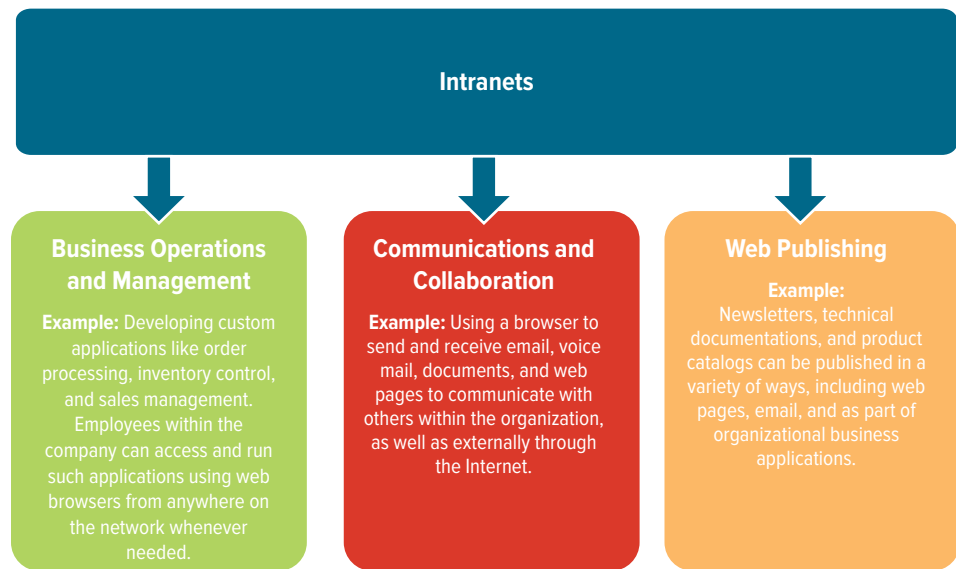 Intranets
Business Operations
and Management
Example: Developing custom
applications like order
processing, inventory control,
and sales management.
Employees within the
company can access and run
such applications using web
browsers from anywhere on
the network whenever
needed.
Communications and
Collaboration
Example: Using a browser to
send and receive email, voice
mail, documents, and web
pages to communicate with
others within the organization,
as well as externally through
the Internet.
Web Publishing
Example:
Newsletters, technical
documentations, and product
catalogs can be published in a
variety of ways, including web
pages, email, and as part of
organizational business
applications.